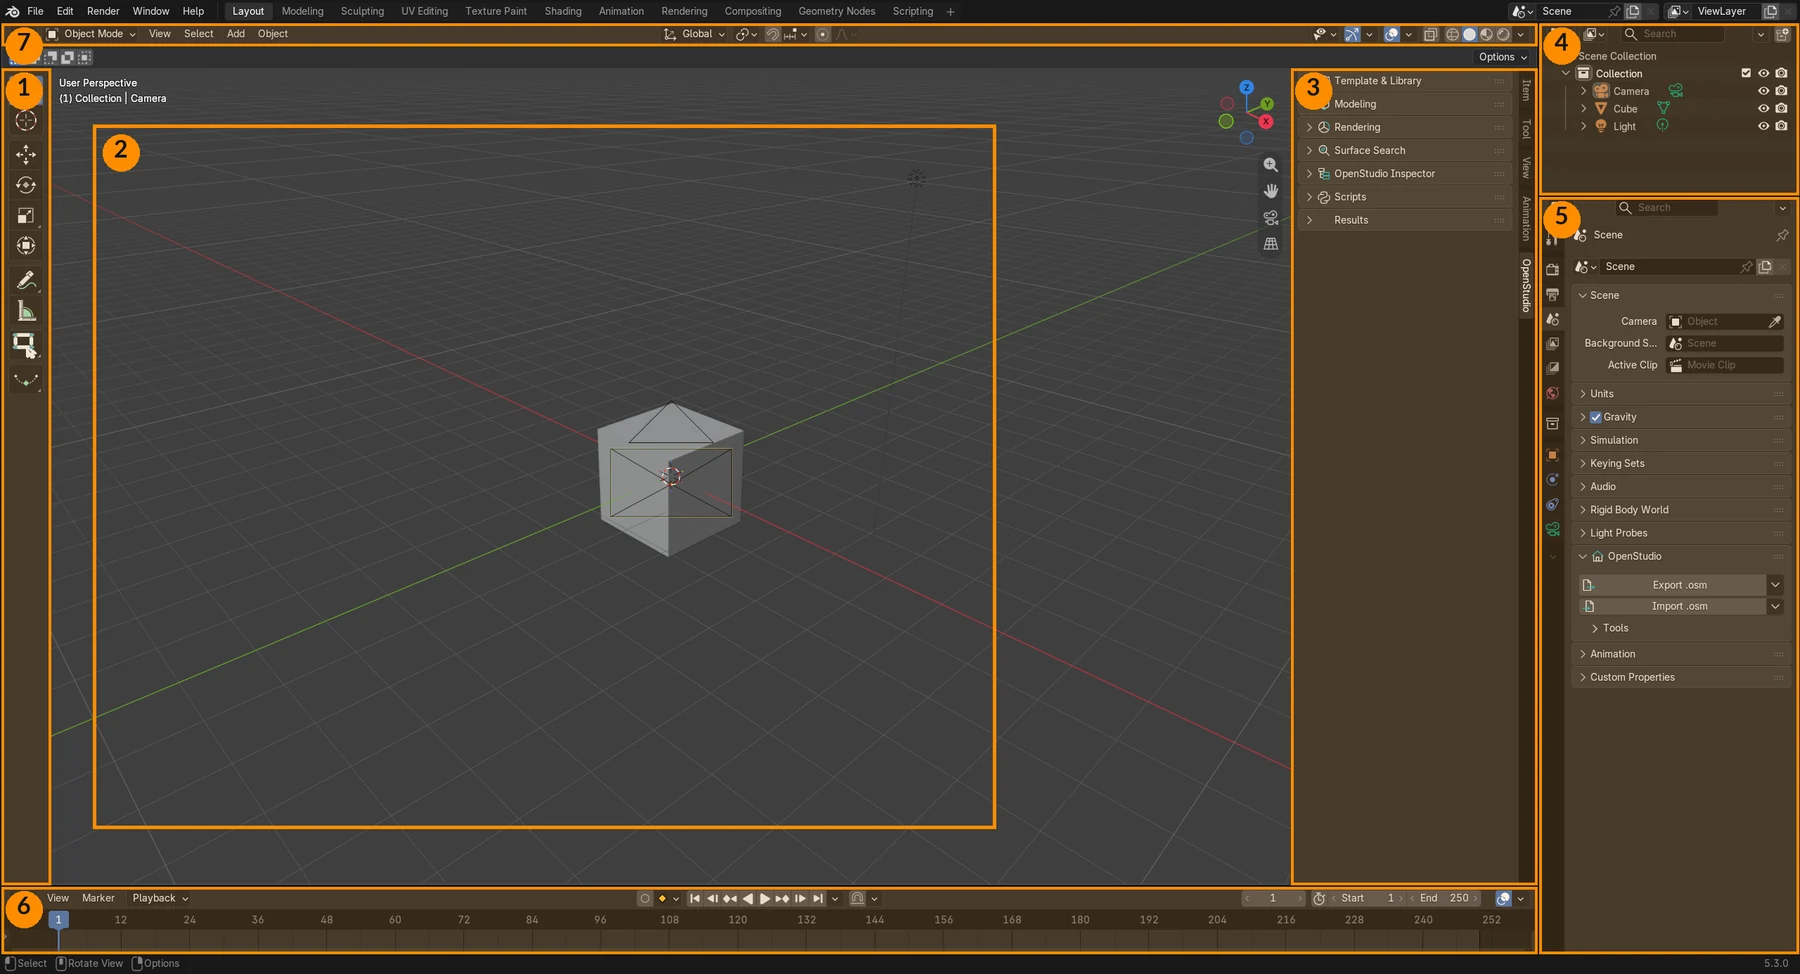 File Edit Render Window Help Layout Modeling Sculpting UV Editing Texture Paint Shading Animation Rendering Compositing Geometry Nodes Scripting + Scene ViewLayer
7 Object Mode View Select Add Object Global Search
4
Options
Scene Collection
Collection
Camera
Cube
Light
1
User Perspective
(1) Collection | Camera
2
Z
Y
X
3
Template & Library
Modeling
Rendering
Surface Search
OpenStudio Inspector
Scripts
Results
Item
Tool
View
Animation
OpenStudio
5
Search
Scene
Scene
Scene
Camera Object
Background S... Scene
Active Clip Movie Clip
Units
Gravity
Simulation
Keying Sets
Audio
Rigid Body World
Light Probes
OpenStudio
Export .osm
Import .osm
Tools
Animation
Custom Properties
6
View Marker Playback 1 Start 1 End 250
1 12 24 36 48 60 72 84 96 108 120 132 144 156 168 180 192 204 216 228 240 252
Select Rotate View Options 5.3.0